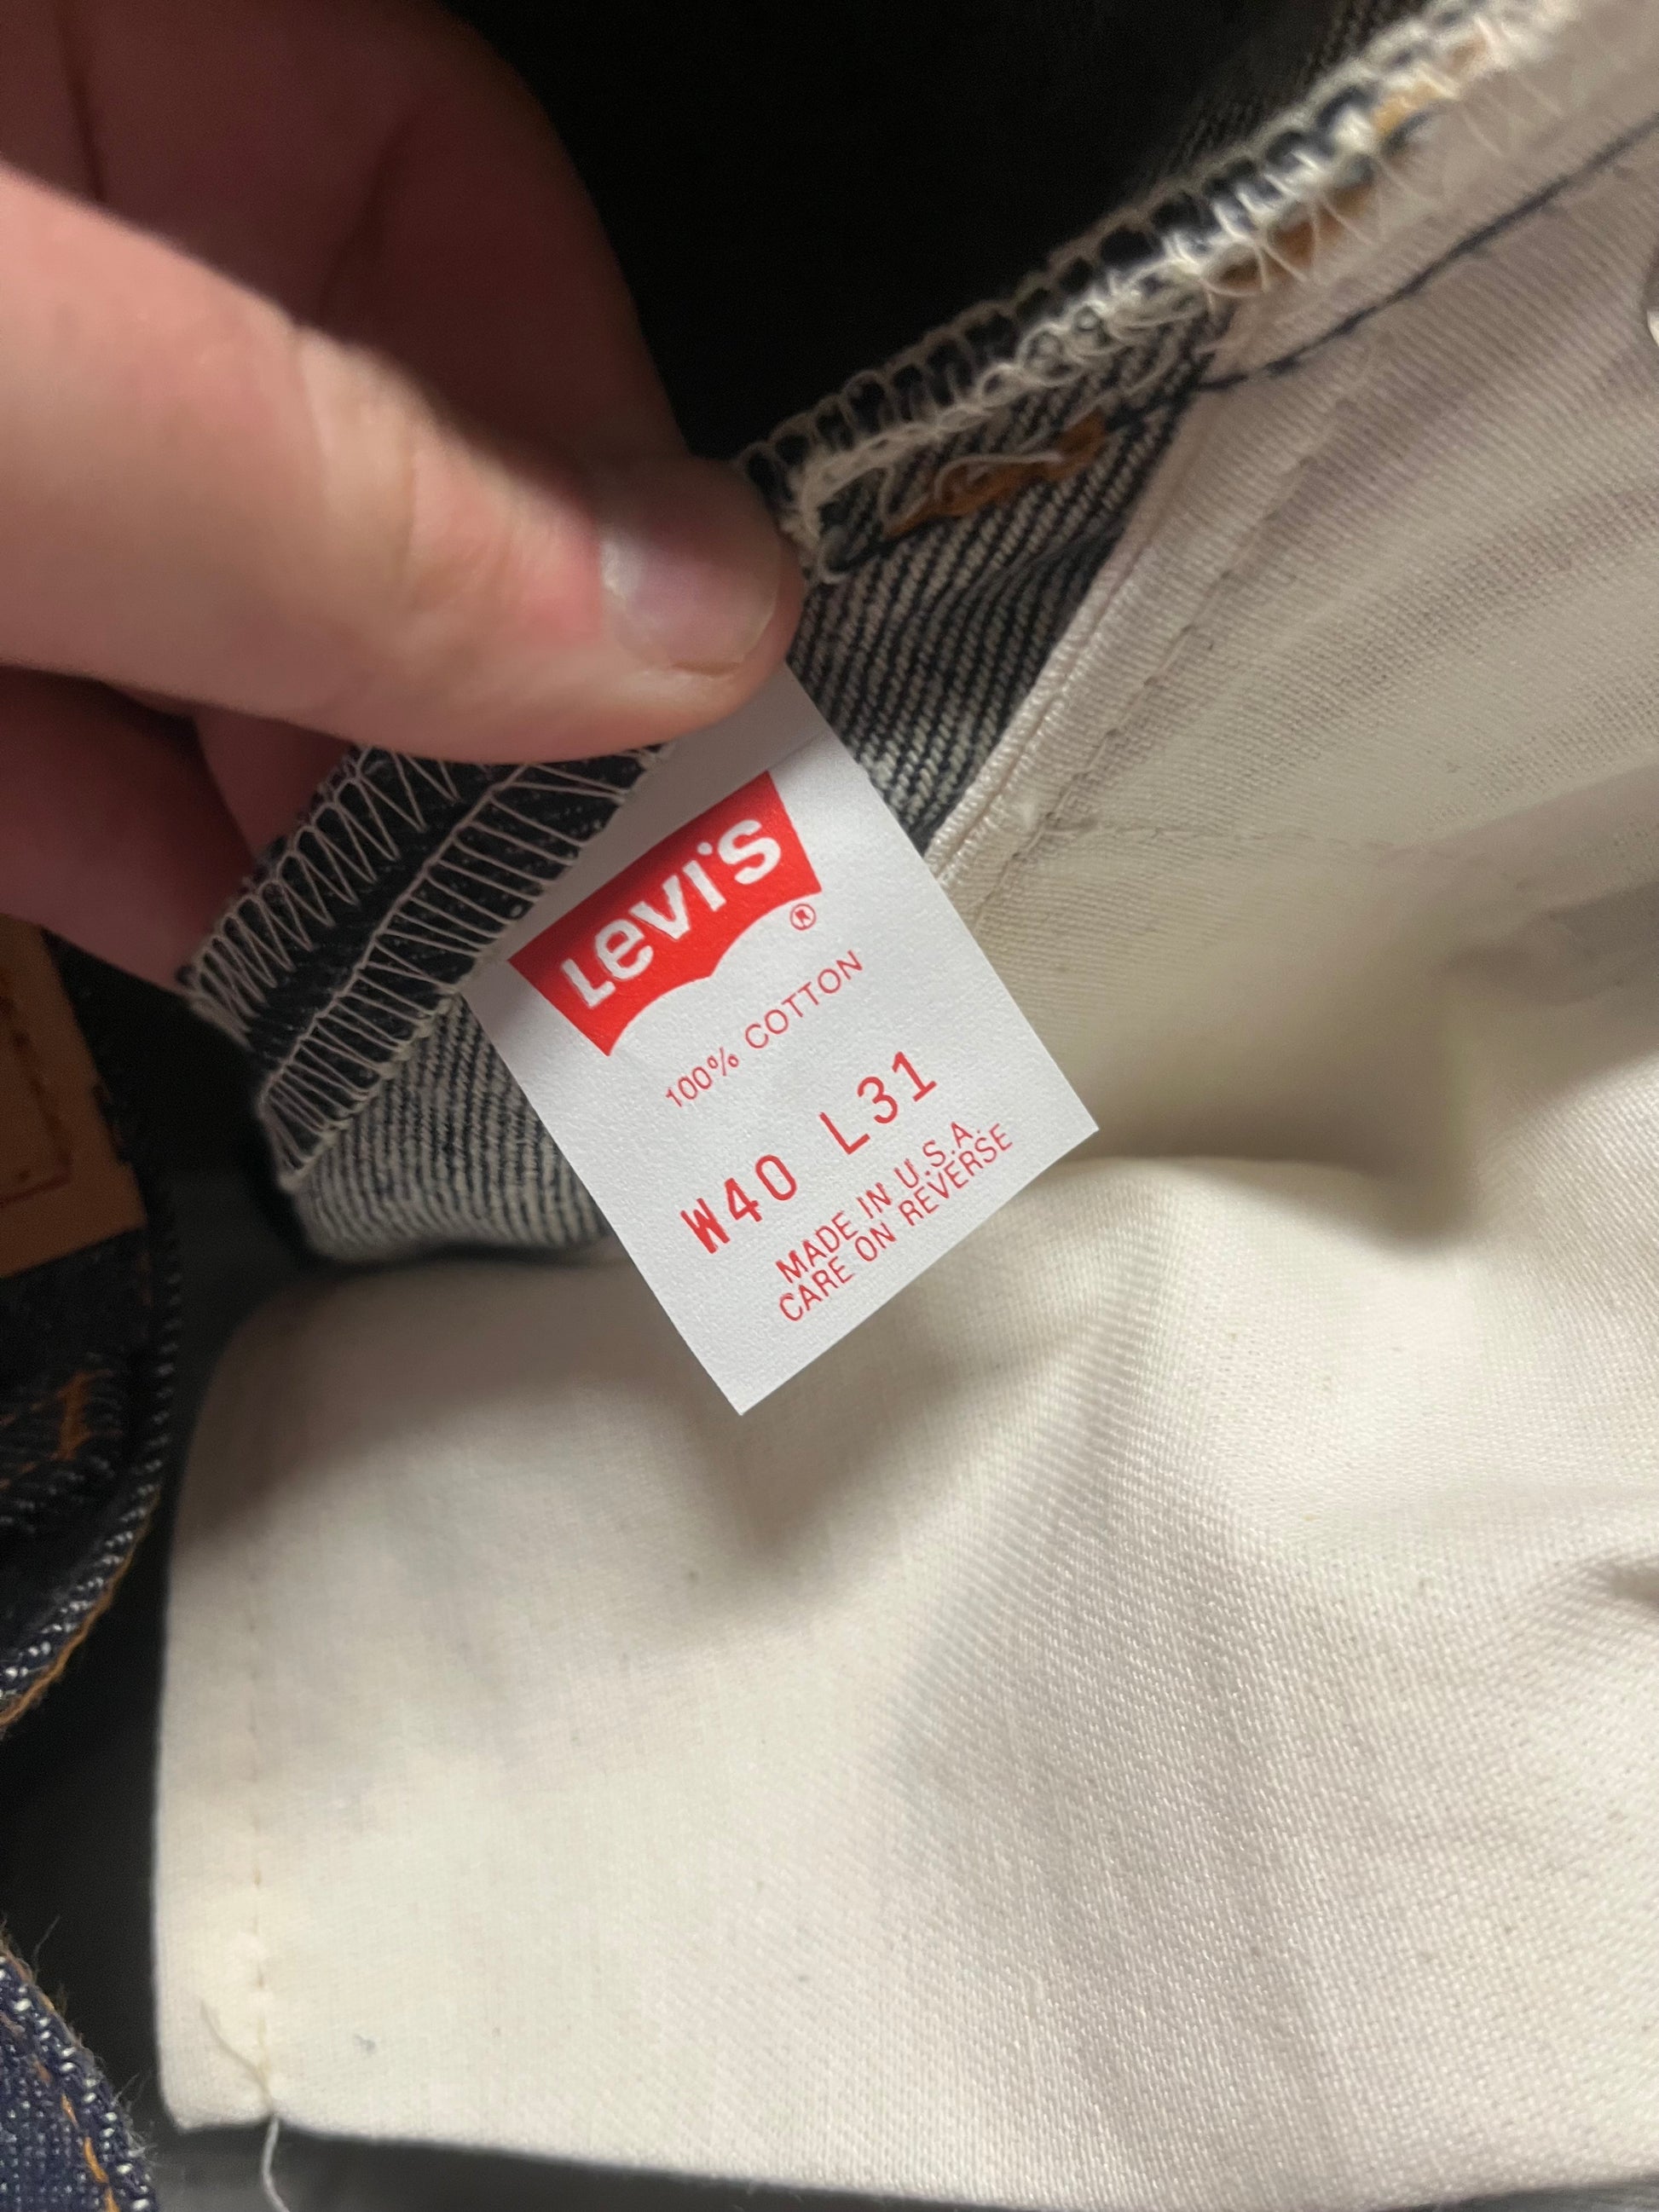 Levi's
®
100% COTTON
W40 L31
MADE IN U.S.A.
CARE ON REVERSE